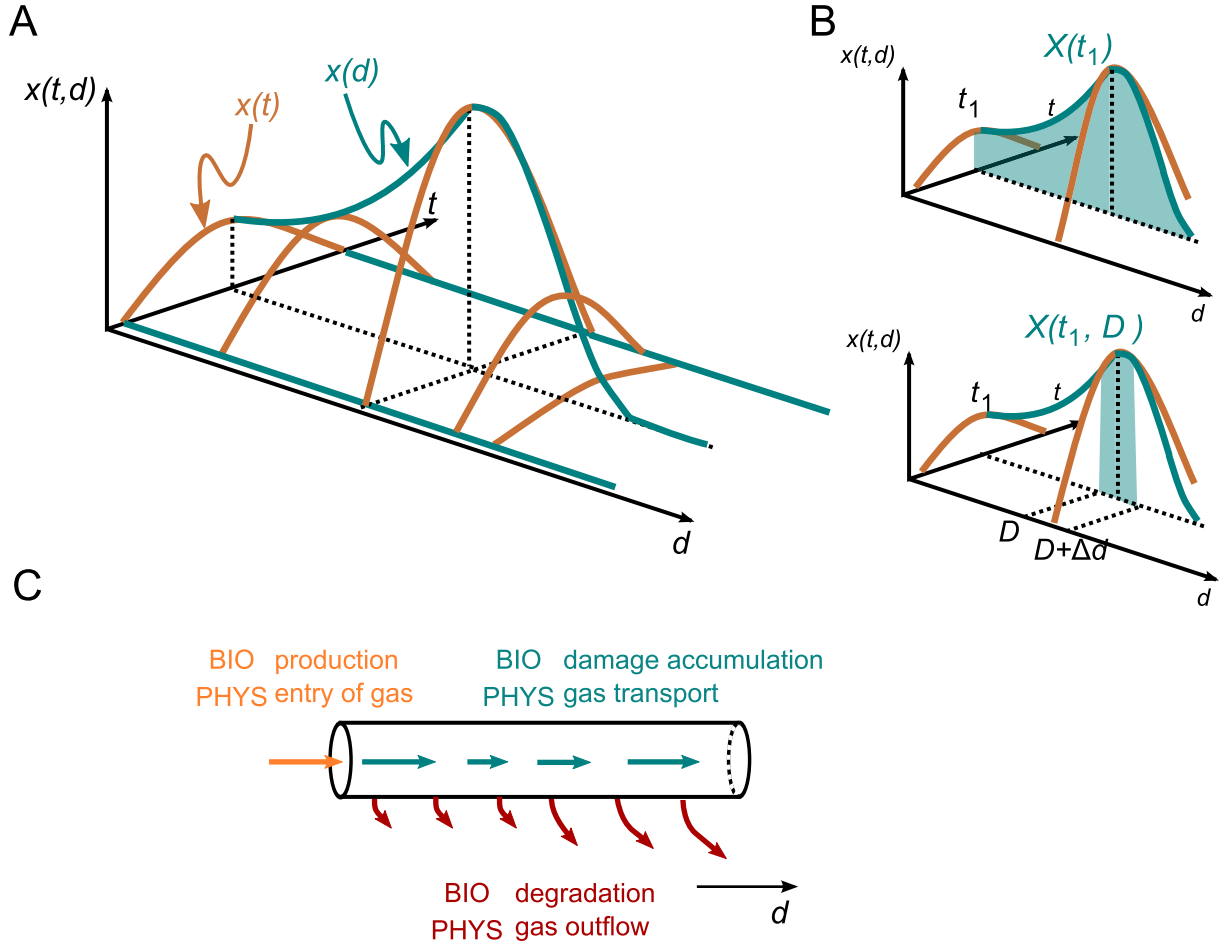 A
x(t,d)
x(t)
x(d)
t
d
B
x(t,d)
X(t₁)
t₁
t
d
x(t,d)
X(t₁, D )
t₁
t
D
D+Δd
d
C
BIO production
PHYS entry of gas
BIO damage accumulation
PHYS gas transport
BIO degradation
PHYS gas outflow
d